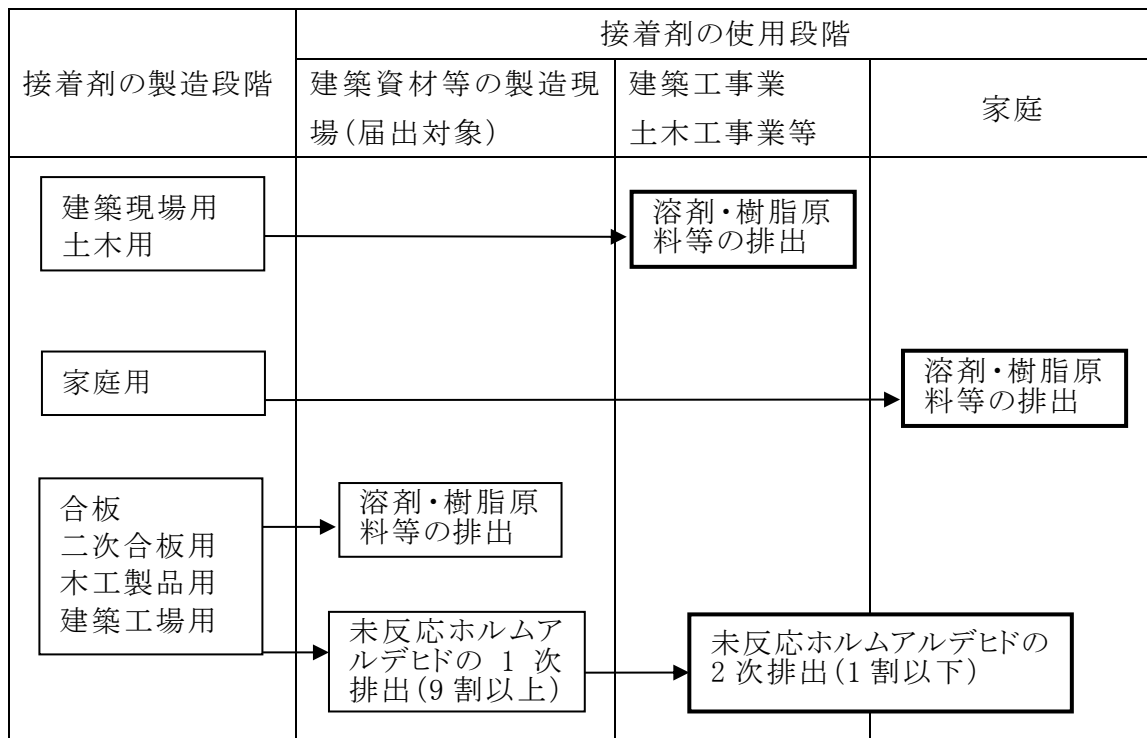 接着剤の製造段階
接着剤の使用段階
建築資材等の製造現
場(届出対象)
建築工事業
土木工事業等
家庭
建築現場用
土木用
溶剤・樹脂原
料等の排出
家庭用
溶剤・樹脂原
料等の排出
合板
二次合板用
木工製品用
建築工場用
溶剤・樹脂原
料等の排出
未反応ホルムア
ルデヒドの 1 次
排出(9 割以上)
未反応ホルムアルデヒドの
2 次排出(1 割以下)